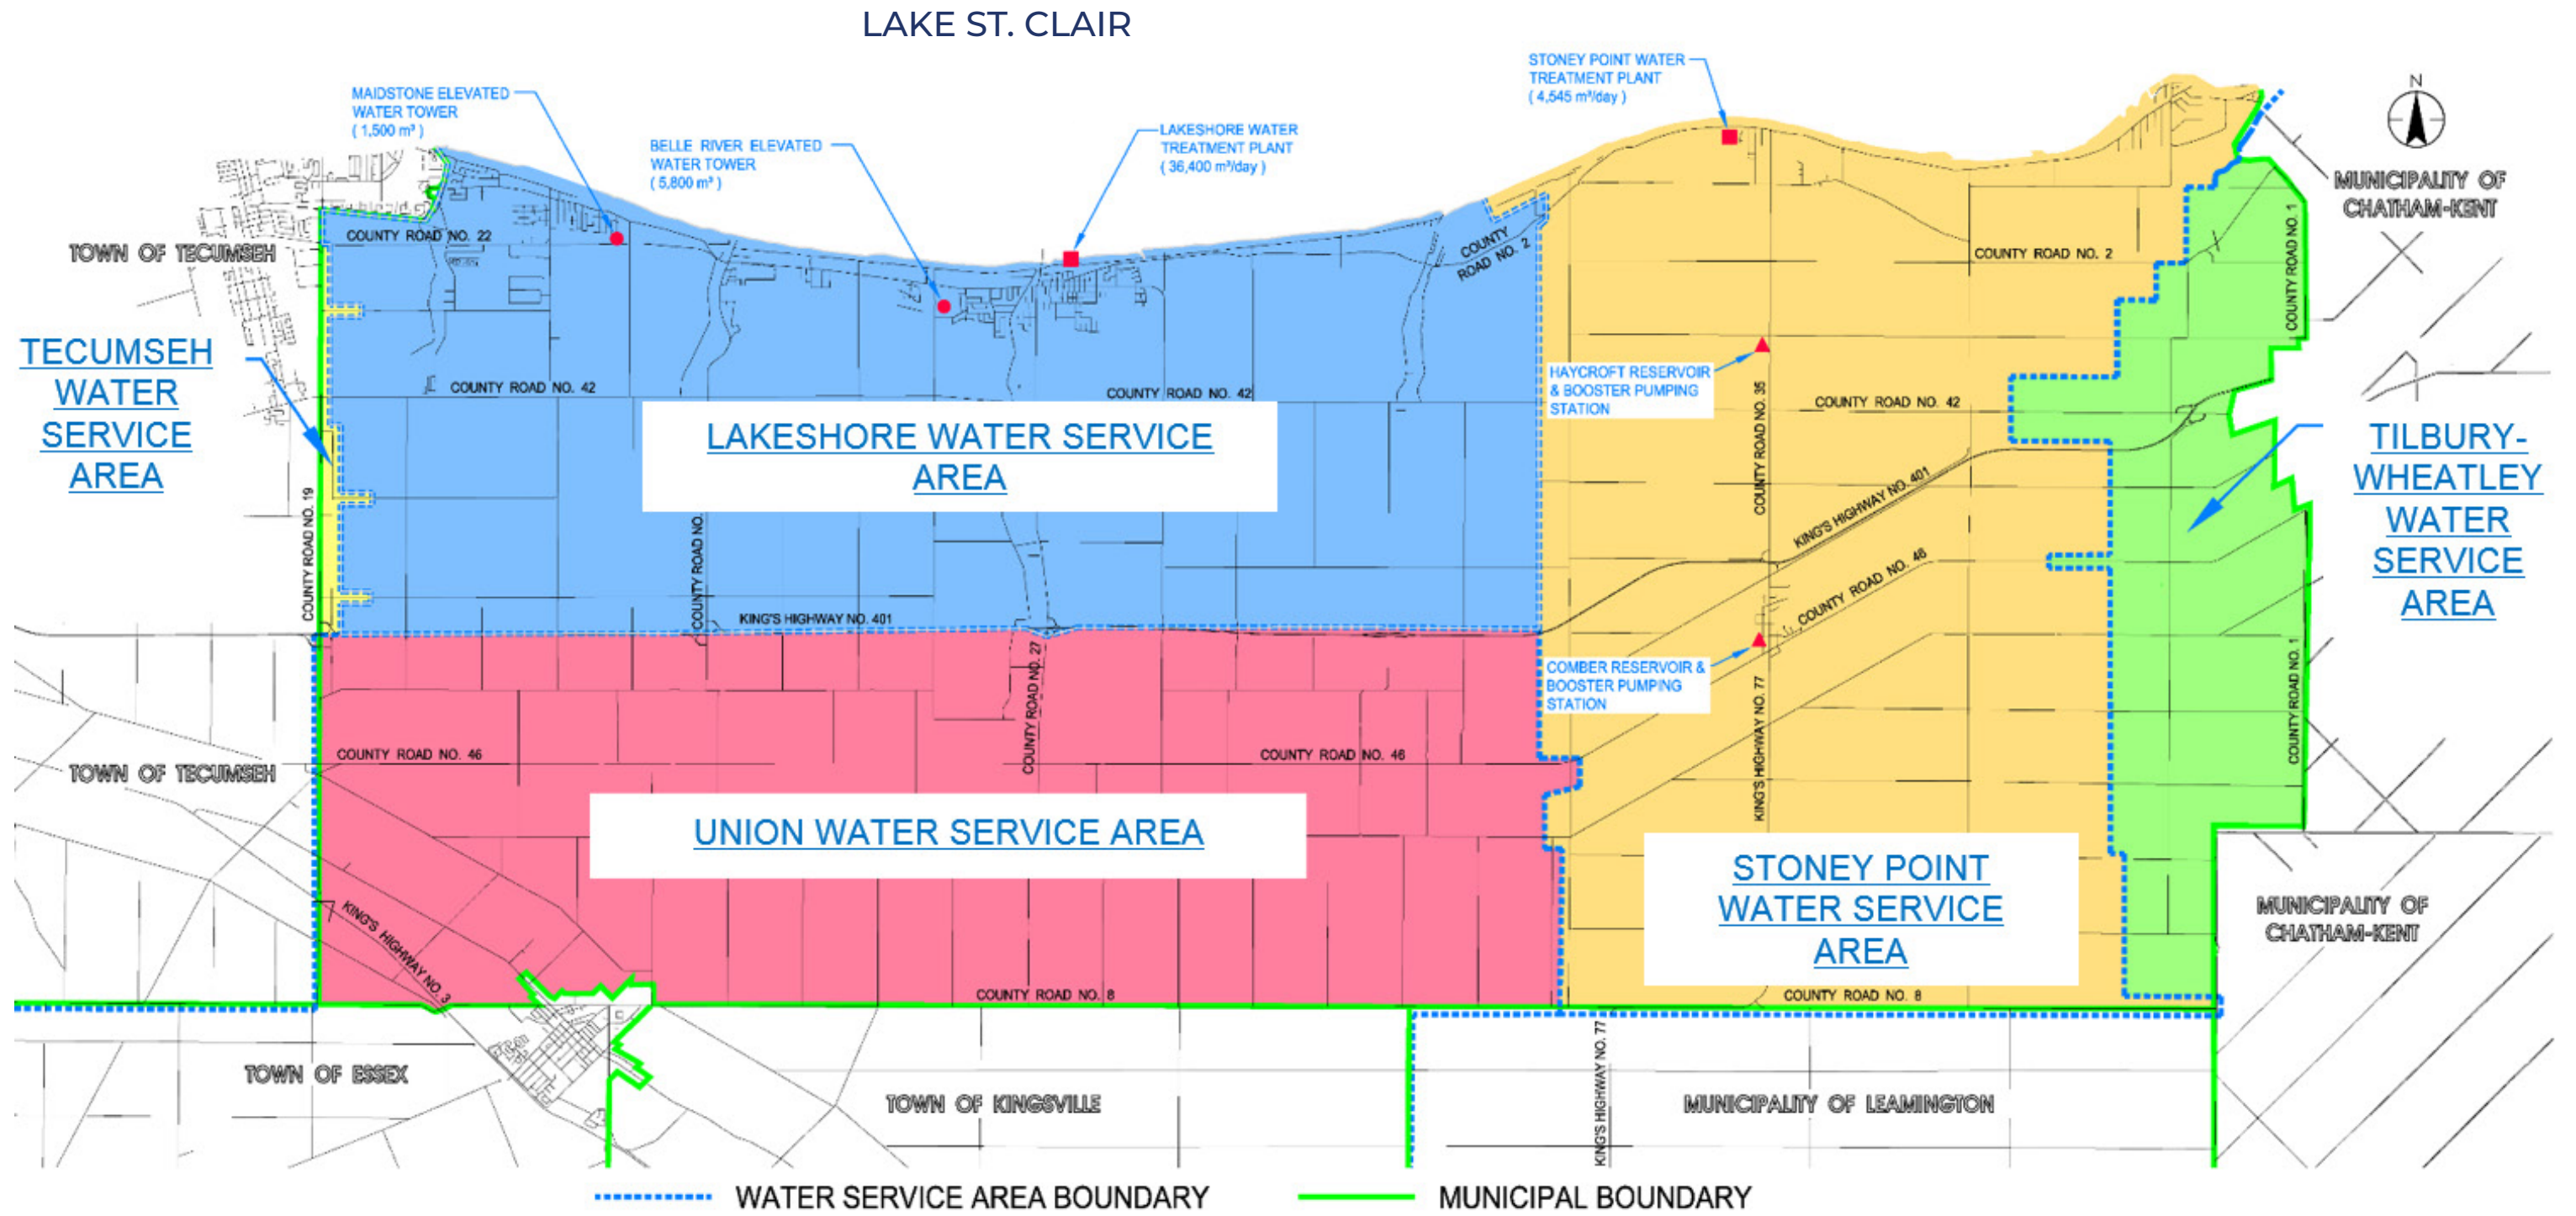 LAKE ST. CLAIR
STONEY POINT WATER
TREATMENT PLANT
( 4,545 m³/day )
MAIDSTONE ELEVATED
WATER TOWER
( 1,500 m³ )
BELLE RIVER ELEVATED
WATER TOWER
( 5,800 m³ )
LAKESHORE WATER
TREATMENT PLANT
( 36,400 m³/day )
N
MUNICIPALITY OF
CHATHAM-KENT
TOWN OF TECUMSEH
COUNTY ROAD NO. 22
COUNTY
ROAD NO. 2
COUNTY ROAD NO. 2
COUNTY ROAD NO. 1
TECUMSEH
WATER
SERVICE
AREA
COUNTY ROAD NO. 42
COUNTY ROAD NO. 42
HAYCROFT RESERVOIR
& BOOSTER PUMPING
STATION
COUNTY ROAD NO. 35
COUNTY ROAD NO. 42
LAKESHORE WATER SERVICE
AREA
TILBURY-
WHEATLEY
WATER
SERVICE
AREA
KING'S HIGHWAY NO. 401
COUNTY ROAD NO. 19
COUNTY ROAD NO.
KING'S HIGHWAY NO. 401
COUNTY ROAD NO. 46
COMBER RESERVOIR &
BOOSTER PUMPING
STATION
COUNTY ROAD NO. 27
KING'S HIGHWAY NO. 77
COUNTY ROAD NO. 1
TOWN OF TECUMSEH
COUNTY ROAD NO. 46
COUNTY ROAD NO. 46
UNION WATER SERVICE AREA
STONEY POINT
WATER SERVICE
AREA
MUNICIPALITY OF
CHATHAM-KENT
KING'S HIGHWAY NO. 3
COUNTY ROAD NO. 8
COUNTY ROAD NO. 8
TOWN OF ESSEX
TOWN OF KINGSVILLE
KING'S HIGHWAY NO. 77
MUNICIPALITY OF LEAMINGTON
WATER SERVICE AREA BOUNDARY
MUNICIPAL BOUNDARY